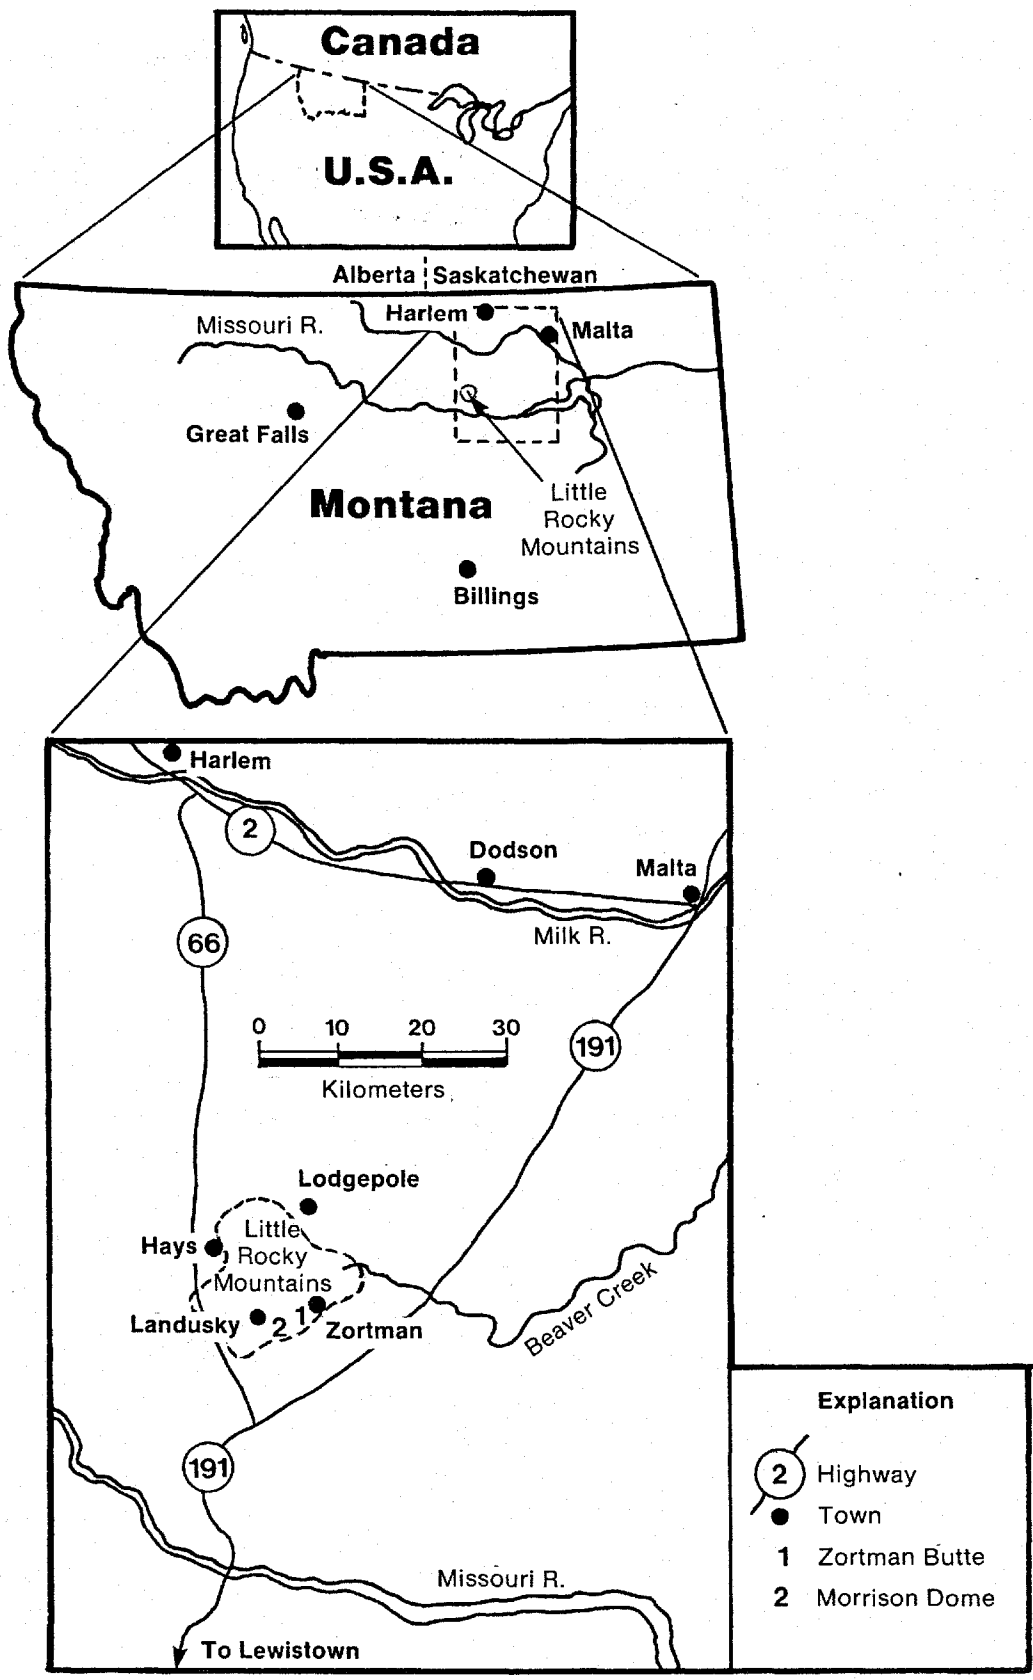 Canada
U.S.A.
Alberta Saskatchewan
Harlem
Malta
Missouri R.
Great Falls
Montana
Little
Rocky
Mountains
Billings
Harlem
2
Dodson
Malta
Milk R.
66
0 10 20 30
Kilometers
191
Lodgepole
Hays
Little
Rocky
Mountains
Landusky
2
1
Zortman
Beaver Creek
191
Missouri R.
To Lewistown
Explanation
2 Highway
Town
1 Zortman Butte
2 Morrison Dome